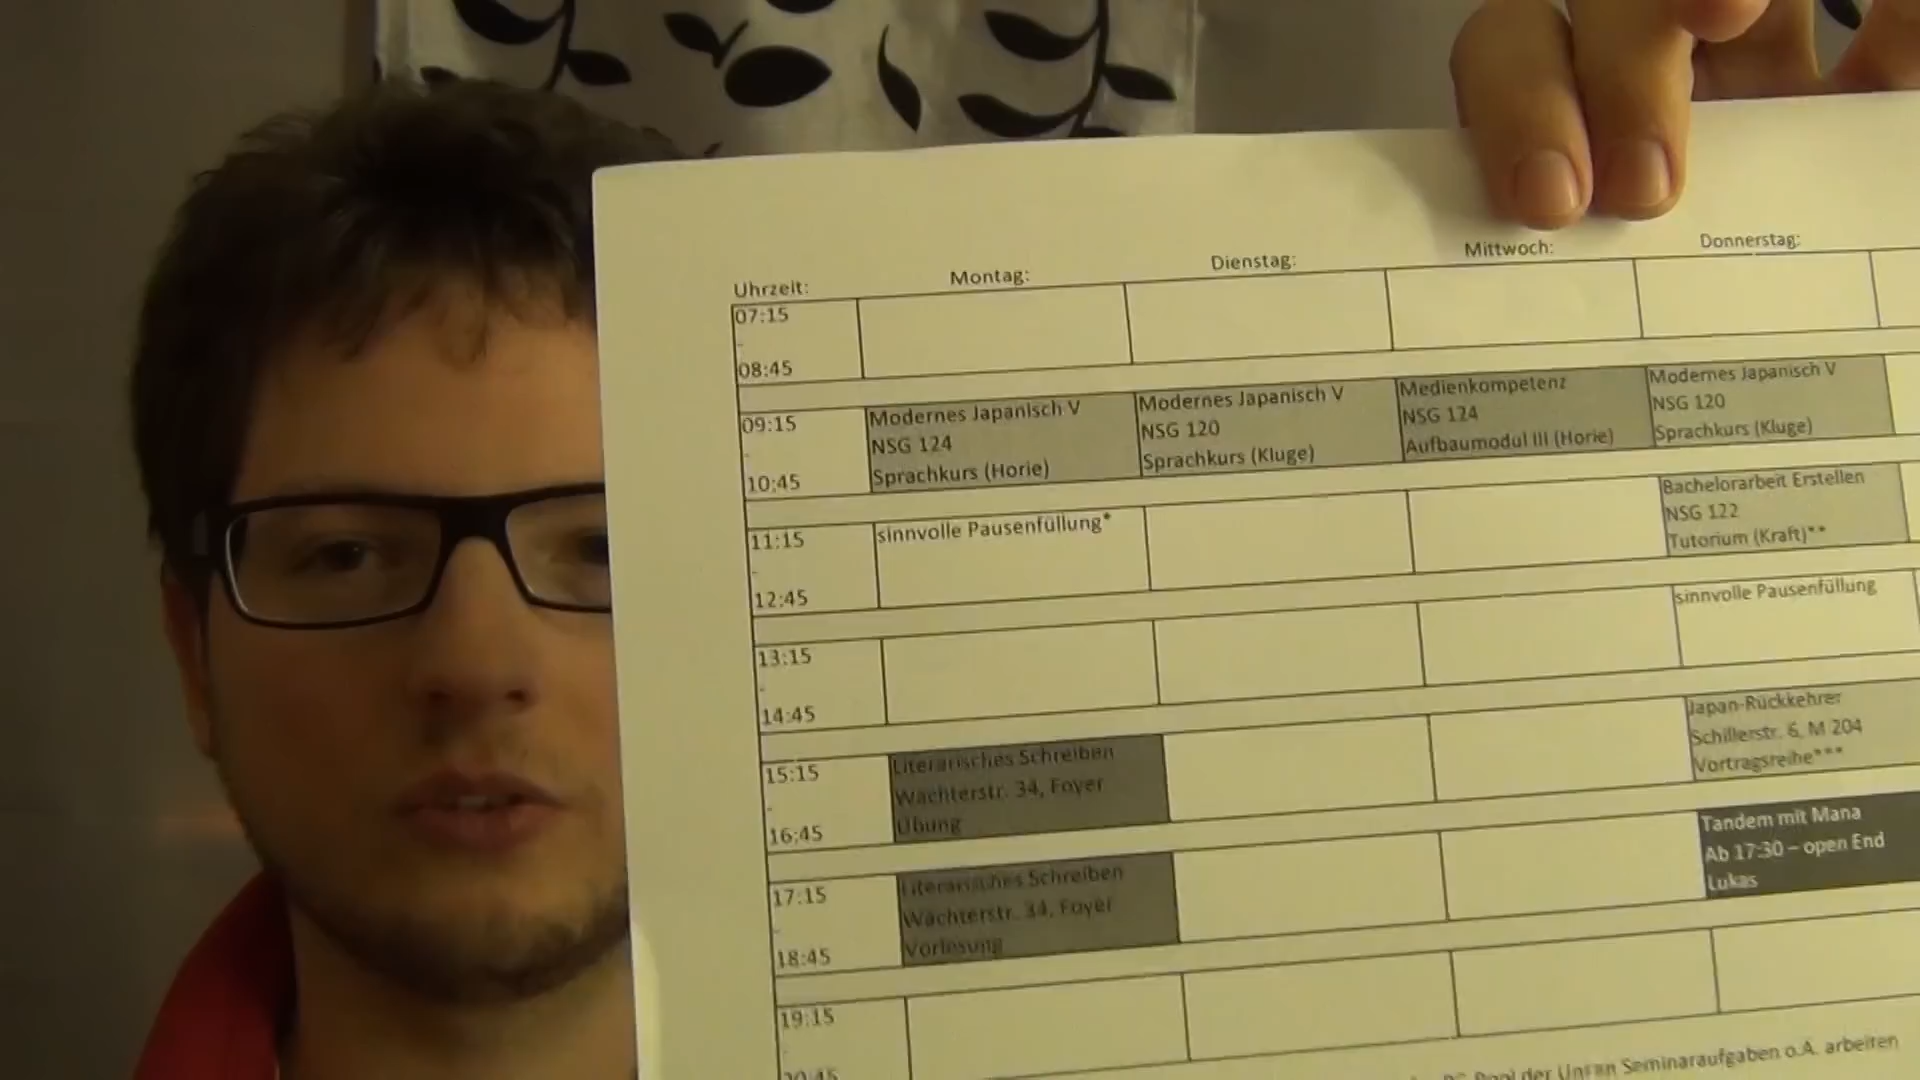 Uhrzeit: Montag: Dienstag: Mittwoch: Donnerstag:
07:15
-
08:45
09:15
-
10:45
Modernes Japanisch V
NSG 124
Sprachkurs (Horie)
Modernes Japanisch V
NSG 120
Sprachkurs (Kluge)
Medienkompetenz
NSG 124
Aufbaumodul III (Horie)
Modernes Japanisch V
NSG 120
Sprachkurs (Kluge)
11:15
-
12:45
sinnvolle Pausenfüllung*
Bachelorarbeit Erstellen
NSG 122
Tutorium (Kraft)**
13:15
-
14:45
sinnvolle Pausenfüllung
15:15
-
16:45
Literarisches Schreiben
Wächterstr. 34, Foyer
Übung
Japan-Rückkehrer
Schillerstr. 6, M 204
Vortragsreihe***
17:15
-
18:45
Literarisches Schreiben
Wächterstr. 34, Foyer
Vorlesung
Tandem mit Mana
Ab 17:30 – open End
Lukas
19:15
-
20:45
Pool der Seminaraufgaben o.A. arbeiten